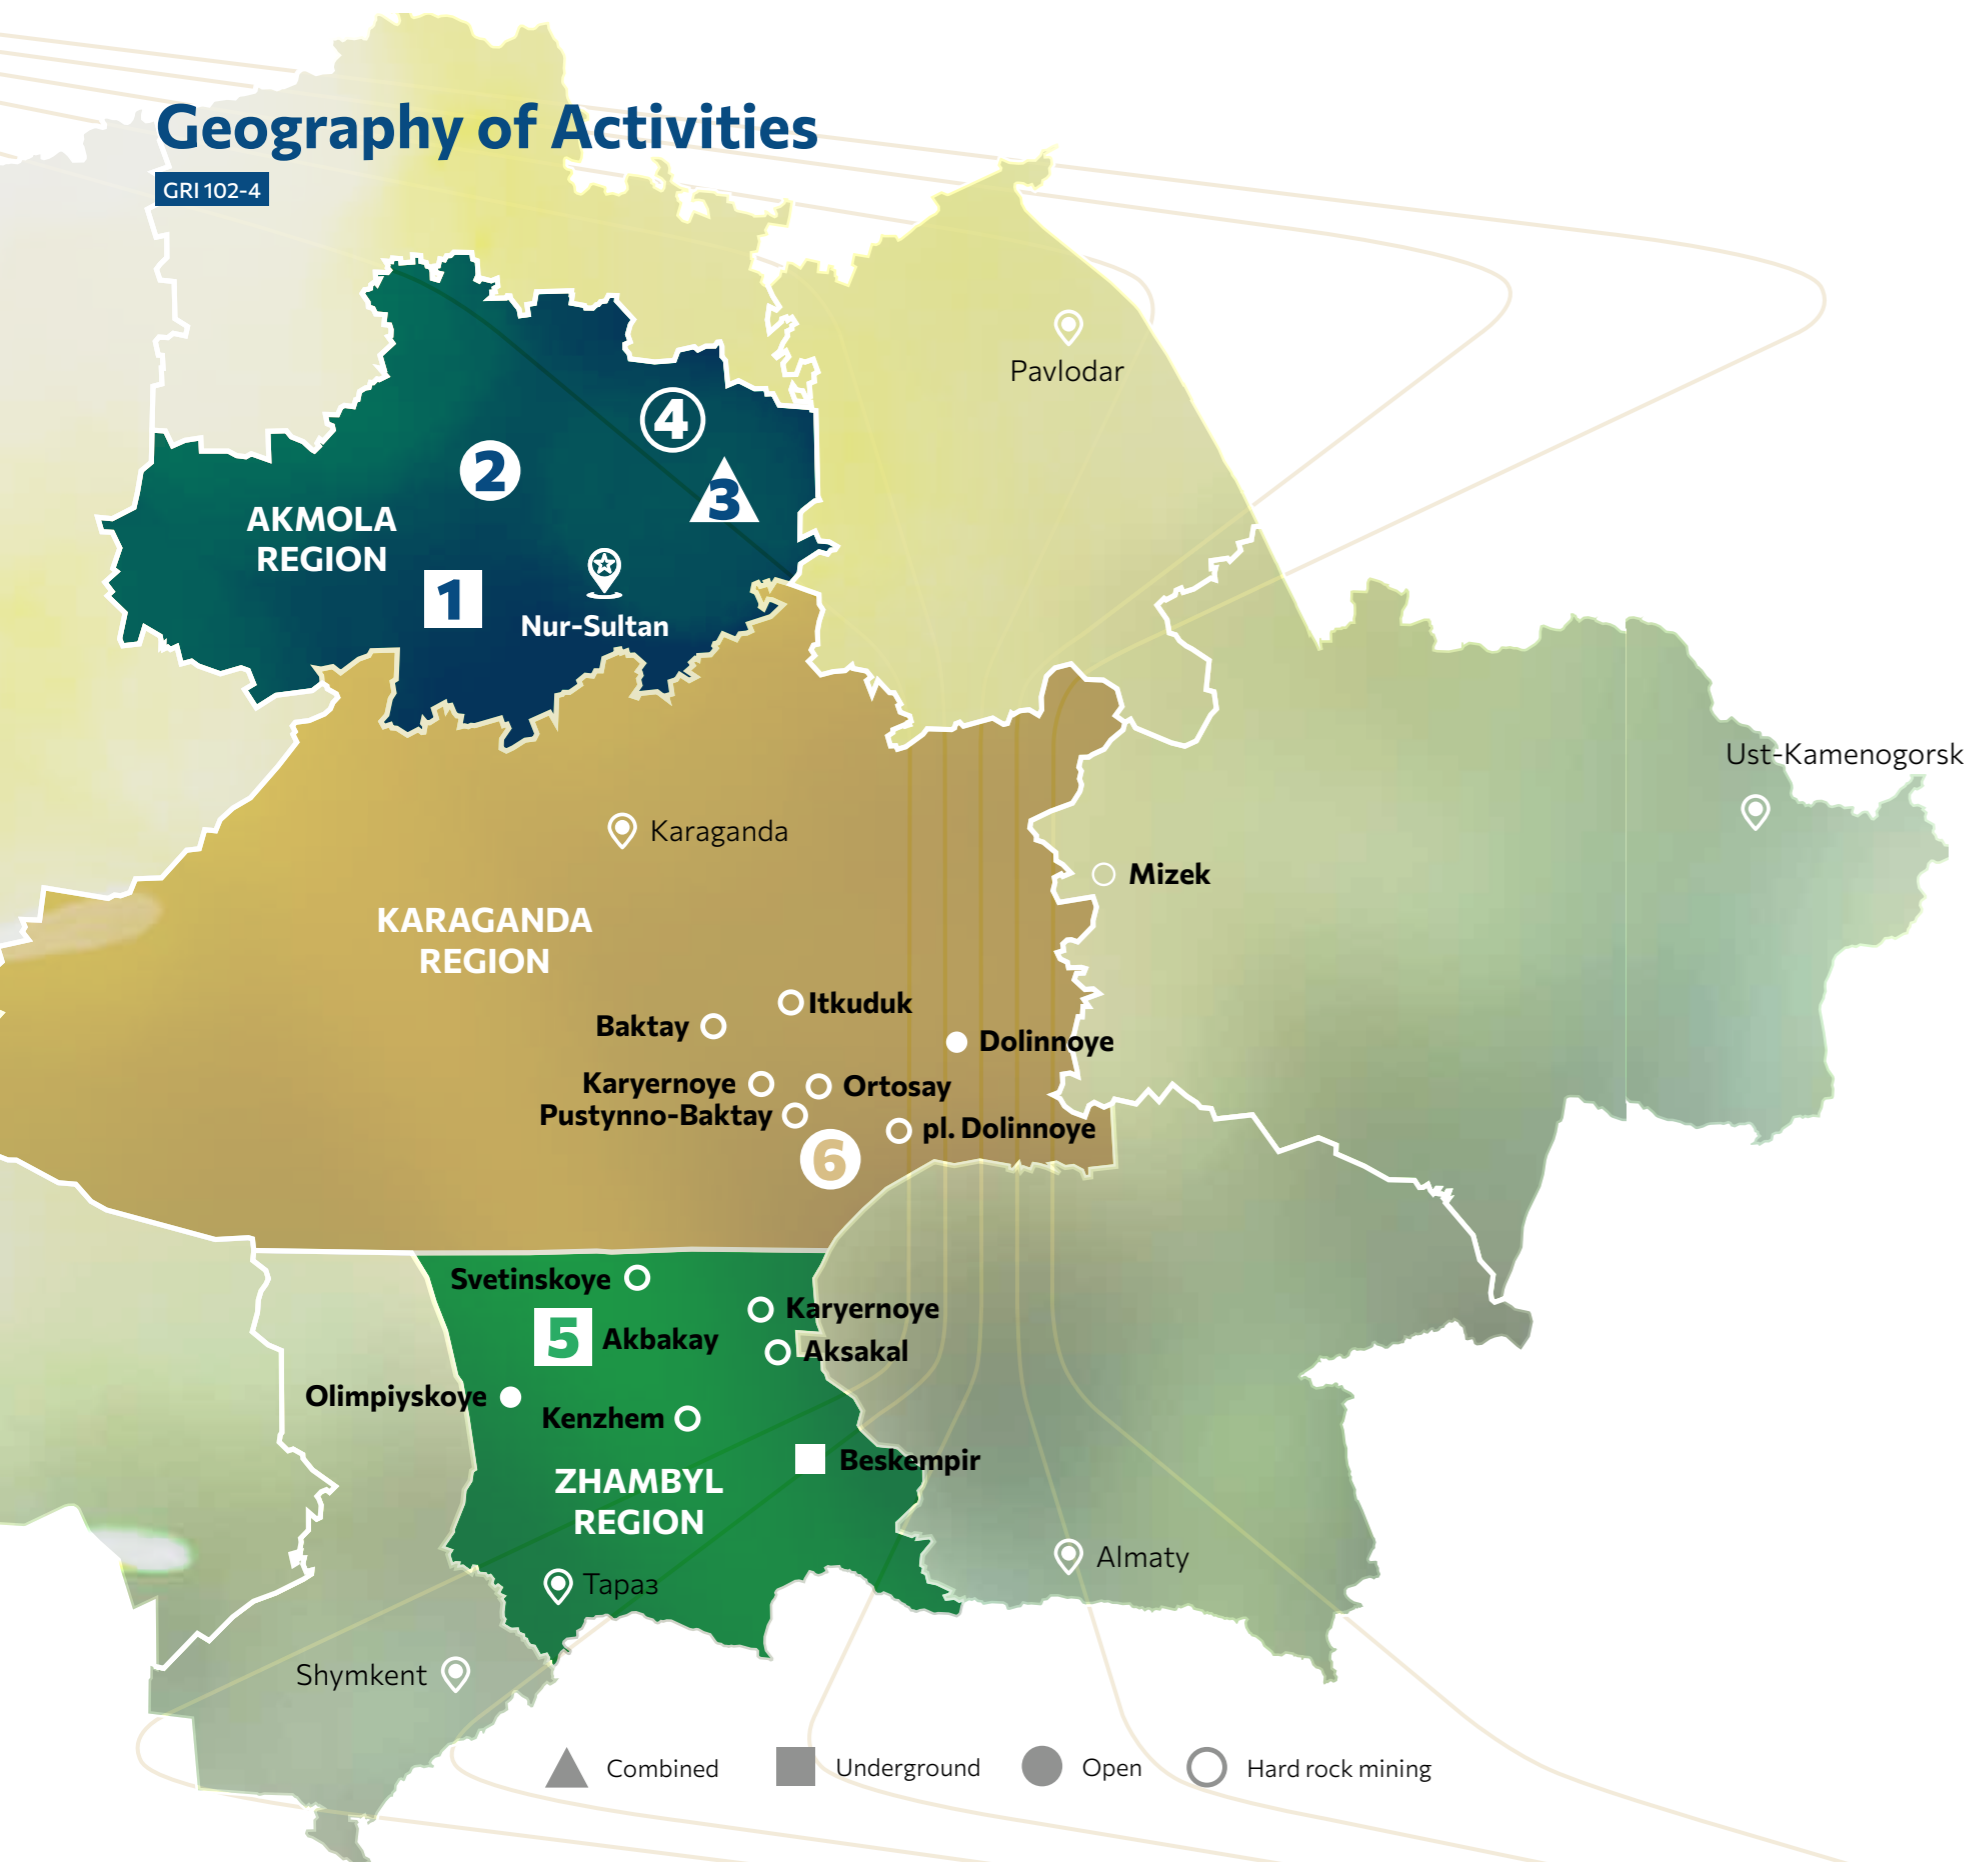 Geography of Activities
GRI 102-4
Pavlodar
4
2
3
AKMOLA
REGION
1
Nur-Sultan
Ust-Kamenogorsk
Karaganda
Mizek
KARAGANDA
REGION
Itkuduk
Baktay
Dolinnoye
Karyernoye
Ortosay
Pustynno-Baktay
pl. Dolinnoye
6
Svetinskoye
Karyernoye
5
Akbakay
Aksakal
Olimpiyskoye
Kenzhem
Beskempir
ZHAMBYL
REGION
Almaty
Тараз
Shymkent
Combined
Underground
Open
Hard rock mining